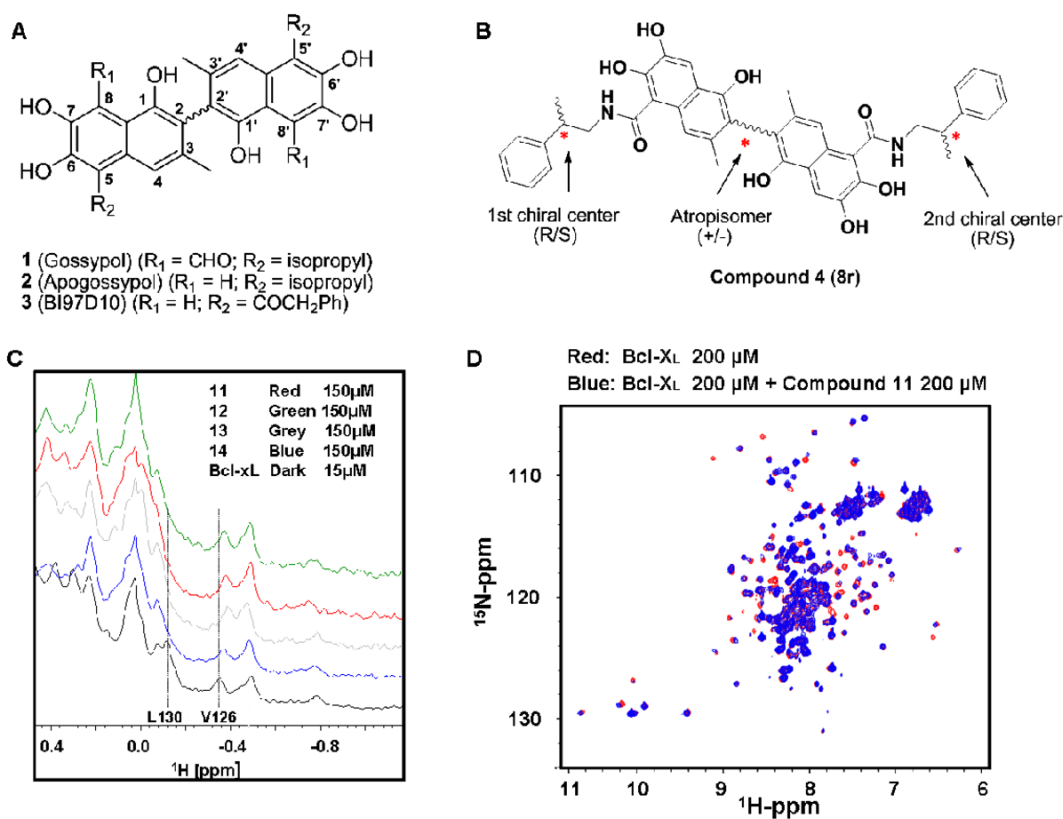 A
R2
R1
OH
3'
4'
5'
OH
6'
HO
8
1
2
2'
7
7'
OH
1'
8'
6
3
OH
R1
HO
5
4
R2
1 (Gossypol) (R1 = CHO; R2 = isopropyl)
2 (Apogossypol) (R1 = H; R2 = isopropyl)
3 (BI97D10) (R1 = H; R2 = COCH2Ph)
B
HO
HO
OH
H
N
O
*
*
O
N
H
*
HO
OH
OH
1st chiral center
(R/S)
Atropisomer
(+/-)
2nd chiral center
(R/S)
Compound 4 (8r)
C
11 Red 150µM
12 Green 150µM
13 Grey 150µM
14 Blue 150µM
Bcl-xL Dark 15µM
L130 V126
0.4 0.0 -0.4 -0.8
1H [ppm]
D
Red: Bcl-XL 200 µM
Blue: Bcl-XL 200 µM + Compound 11 200 µM
110
120
130
15N-ppm
11 10 9 8 7 6
1H-ppm